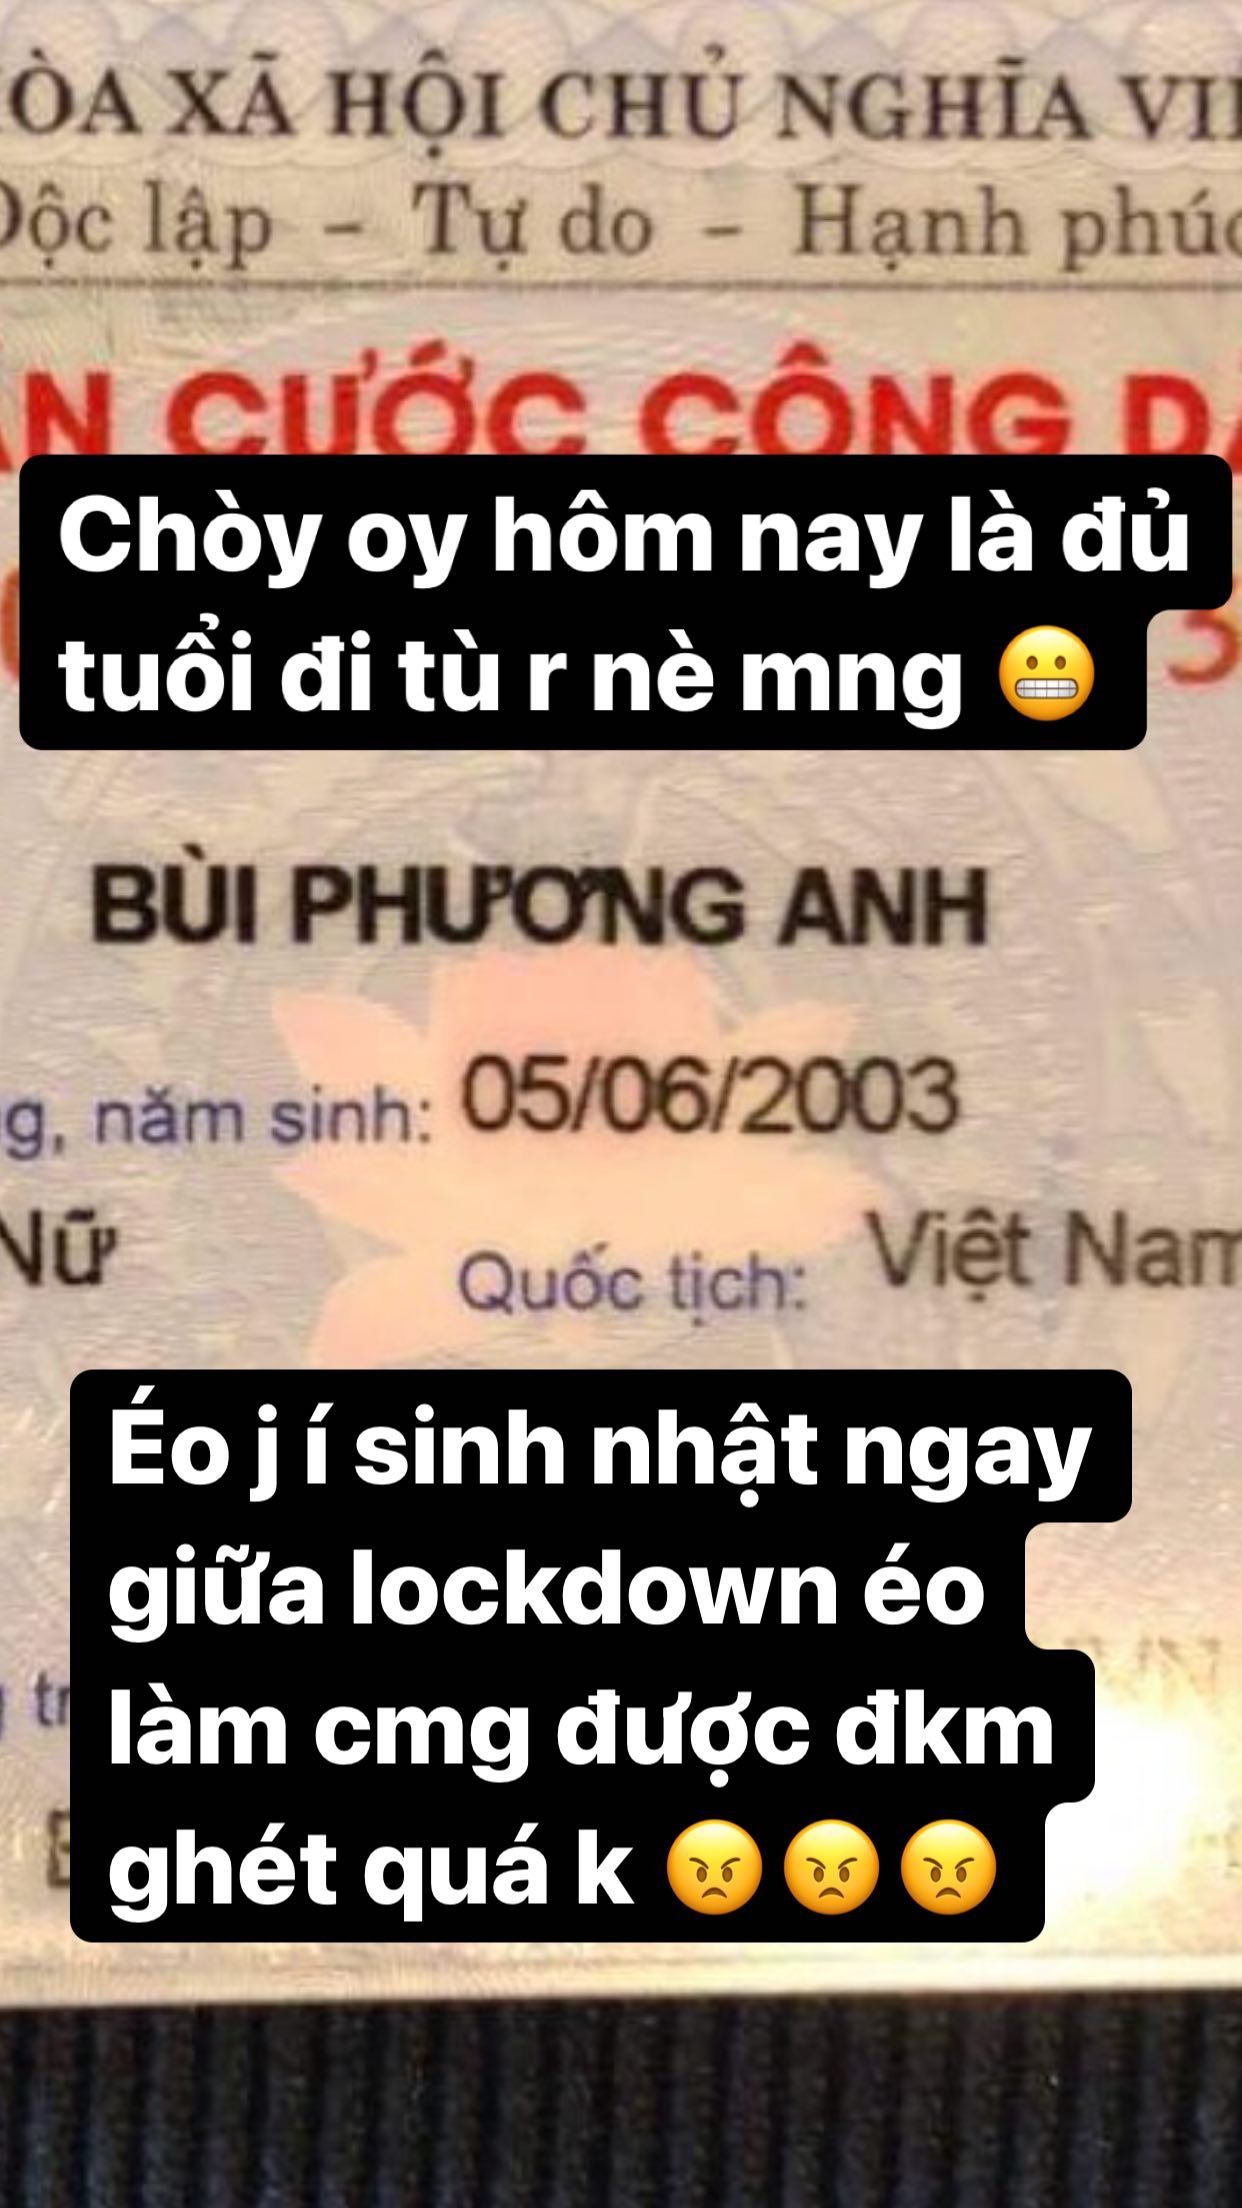 ÒA XÃ HỘI CHỦ NGHĨA VI
Độc lập - Tự do - Hạnh phúc
N CƯỚC CÔNG D
Chòy oy hôm nay là đủ
tuổi đi tù r nè mng 😬
3
BÙI PHƯƠNG ANH
g, năm sinh: 05/06/2003
Nữ Quốc tịch: Việt Nam
Éo j í sinh nhật ngay
giữa lockdown éo
làm cmg được đkm
ghét quá k 😠😠😠
tr